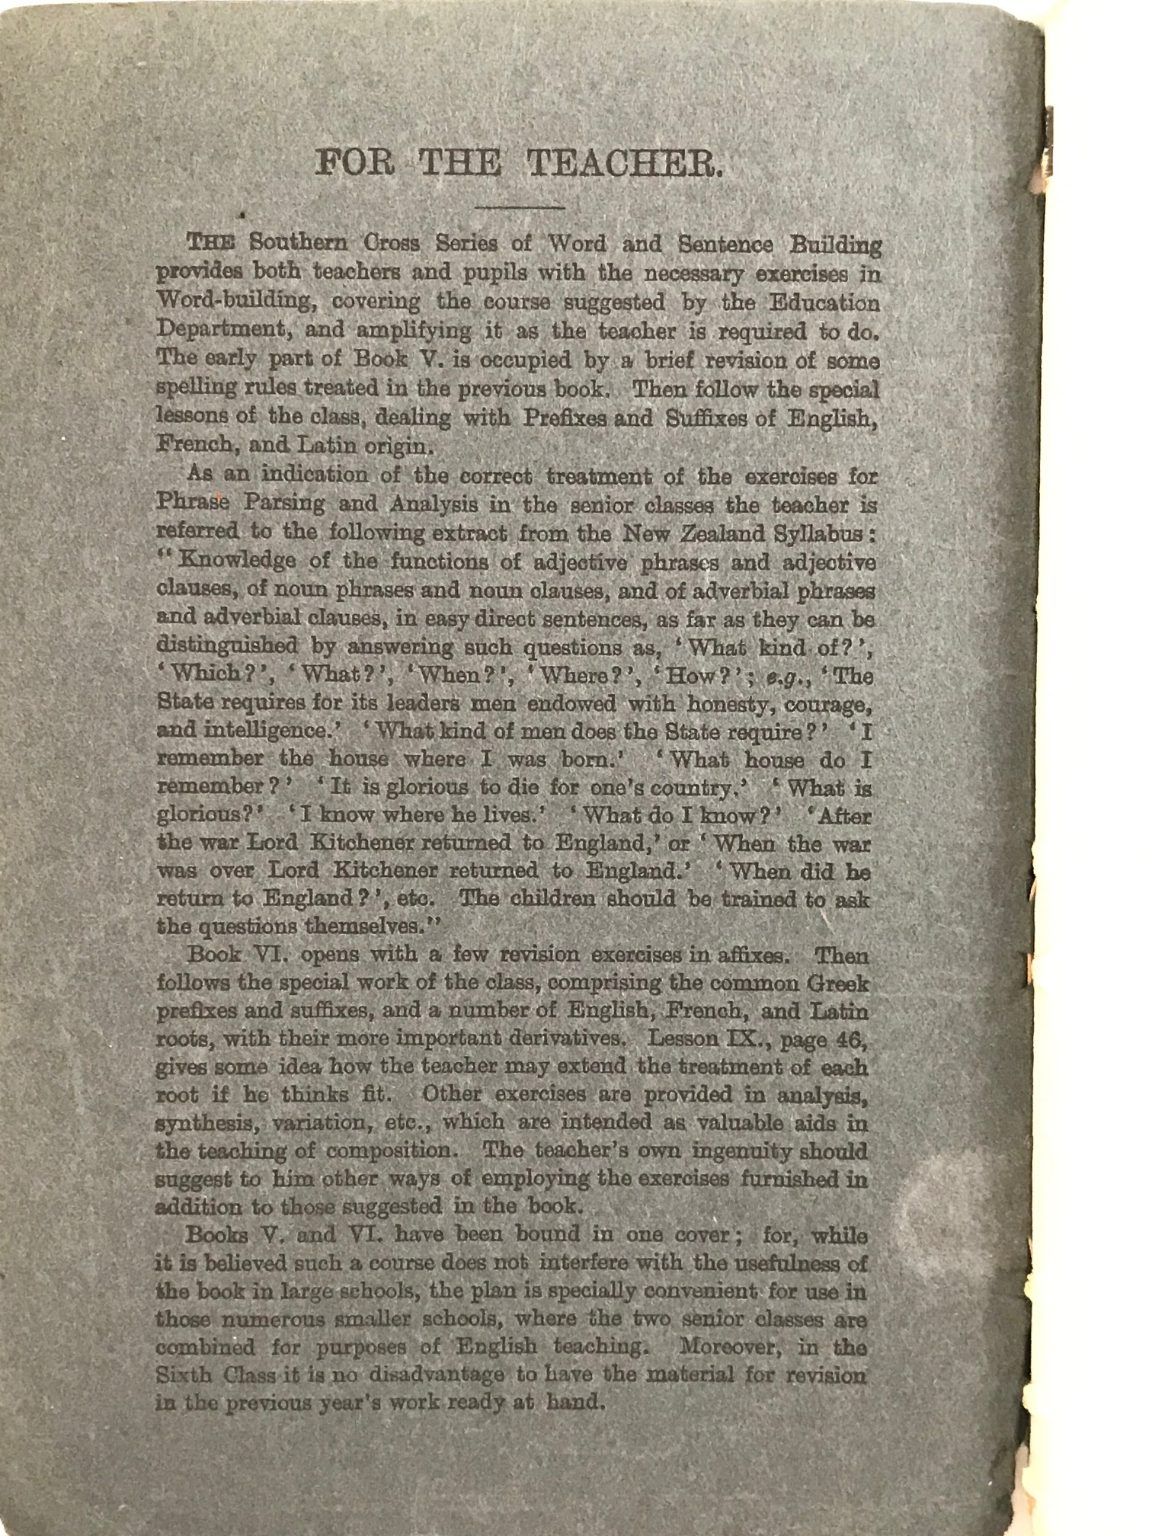 FOR THE TEACHER.
THE Southern Cross Series of Word and Sentence Building
provides both teachers and pupils with the necessary exercises in
Word-building, covering the course suggested by the Education
Department, and amplifying it as the teacher is required to do.
The early part of Book V. is occupied by a brief revision of some
spelling rules treated in the previous book. Then follow the special
lessons of the class, dealing with Prefixes and Suffixes of English,
French, and Latin origin.
As an indication of the correct treatment of the exercises for
Phrase Parsing and Analysis in the senior classes the teacher is
referred to the following extract from the New Zealand Syllabus:
"Knowledge of the functions of adjective phrases and adjective
clauses, of noun phrases and noun clauses, and of adverbial phrases
and adverbial clauses, in easy direct sentences, as far as they can be
distinguished by answering such questions as, 'What kind of?',
'Which?', 'What?', 'When?', 'Where?', 'How?'; e.g., 'The
State requires for its leaders men endowed with honesty, courage,
and intelligence.' 'What kind of men does the State require?' 'I
remember the house where I was born.' 'What house do I
remember?' 'It is glorious to die for one's country.' 'What is
glorious?' 'I know where he lives.' 'What do I know?' 'After
the war Lord Kitchener returned to England,' or 'When the war
was over Lord Kitchener returned to England.' 'When did he
return to England?', etc. The children should be trained to ask
the questions themselves."
Book VI. opens with a few revision exercises in affixes. Then
follows the special work of the class, comprising the common Greek
prefixes and suffixes, and a number of English, French, and Latin
roots, with their more important derivatives. Lesson IX., page 46,
gives some idea how the teacher may extend the treatment of each
root if he thinks fit. Other exercises are provided in analysis,
synthesis, variation, etc., which are intended as valuable aids in
the teaching of composition. The teacher's own ingenuity should
suggest to him other ways of employing the exercises furnished in
addition to those suggested in the book.
Books V. and VI. have been bound in one cover; for, while
it is believed such a course does not interfere with the usefulness of
the book in large schools, the plan is specially convenient for use in
those numerous smaller schools, where the two senior classes are
combined for purposes of English teaching. Moreover, in the
Sixth Class it is no disadvantage to have the material for revision
in the previous year's work ready at hand.